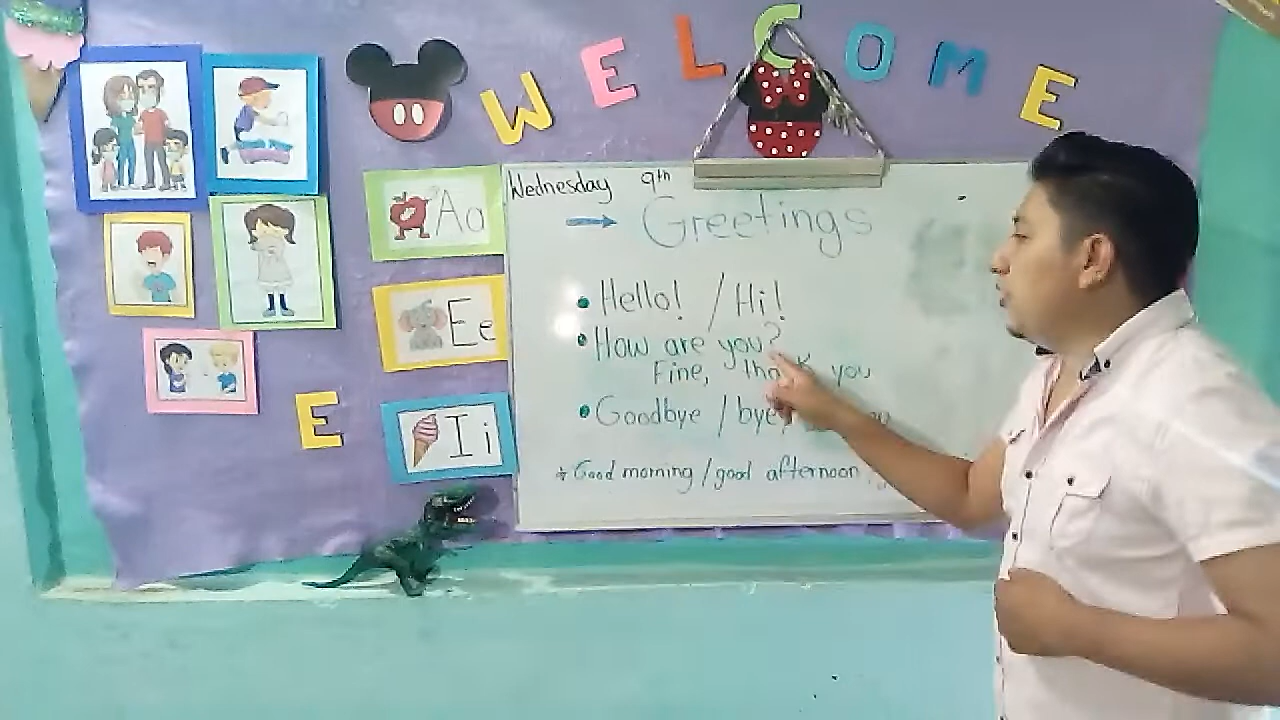 WELCOME
Aa
Ee
Ii
E
Wednesday 9th
→ Greetings
• Hello! / Hi!
• How are you?
Fine, thank you
• Goodbye / bye
* Good morning / good afternoon